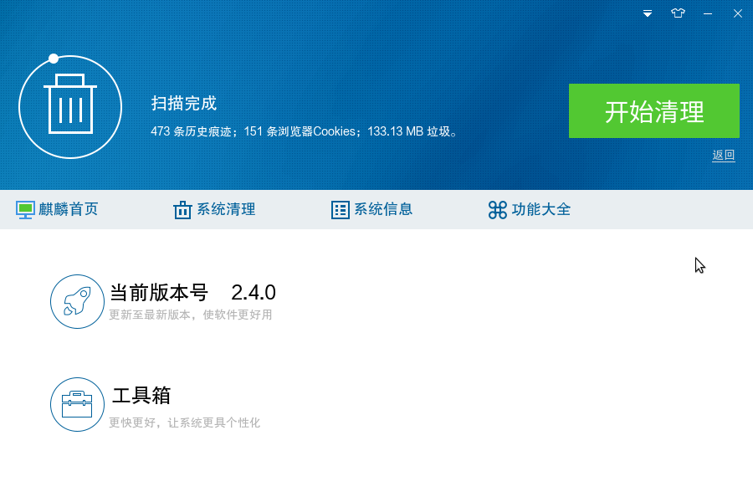 扫描完成
473 条历史痕迹；151 条浏览器Cookies；133.13 MB 垃圾。
开始清理
返回
麒麟首页 系统清理 系统信息 功能大全
当前版本号 2.4.0
更新至最新版本，使软件更好用
工具箱
更快更好，让系统更具个性化